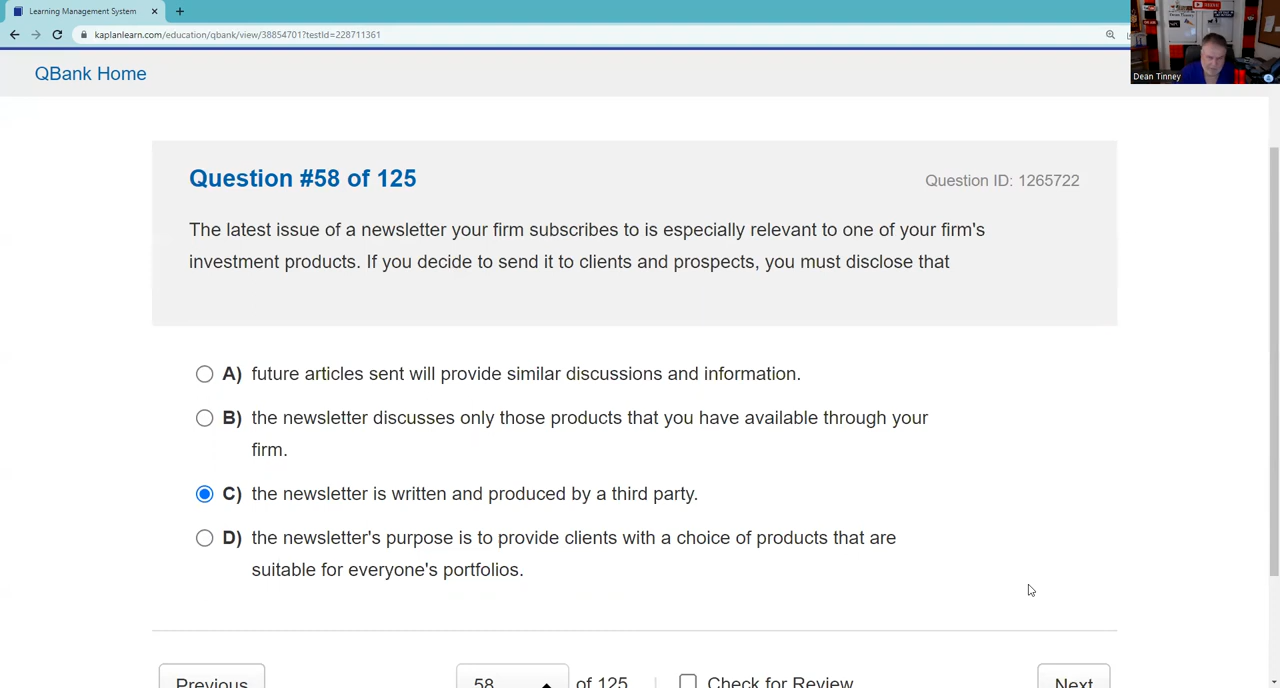 Learning Management System
kaplanlearn.com/education/qbank/view/38854701?testId=228711361
Dean Tinney
QBank Home
Question #58 of 125
Question ID: 1265722
The latest issue of a newsletter your firm subscribes to is especially relevant to one of your firm's
investment products. If you decide to send it to clients and prospects, you must disclose that
A) future articles sent will provide similar discussions and information.
B) the newsletter discusses only those products that you have available through your
firm.
C) the newsletter is written and produced by a third party.
D) the newsletter's purpose is to provide clients with a choice of products that are
suitable for everyone's portfolios.
Previous
58
of 125
Check for Review
Next